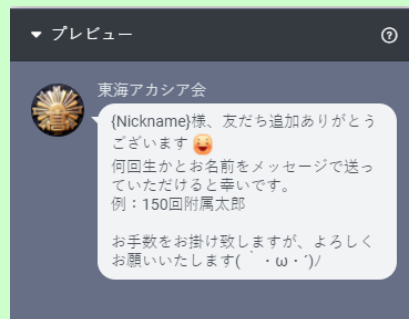 プレビュー
東海アカシア会
{Nickname}様、友だち追加ありがとう
ございます
何回生かとお名前をメッセージで送っ
ていただけると幸いです。
例：150回附属太郎
お手数をお掛け致しますが、よろしく
お願いいたします(｀・ω・´)ﾉ